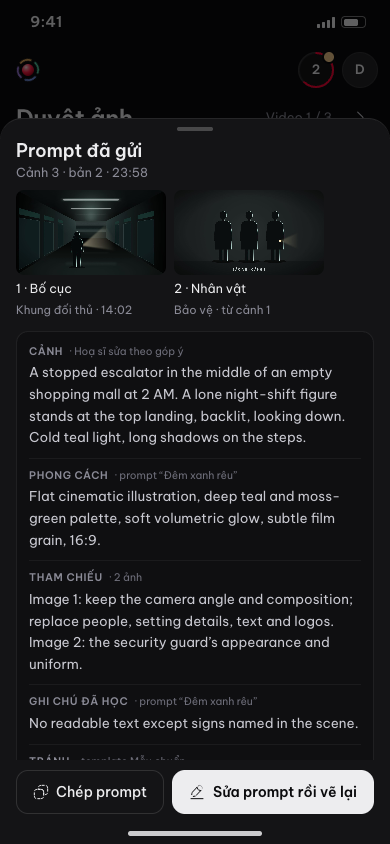 9:41
2
D
Duyệt ảnh
Video 1 / 3
Prompt đã gửi
Cảnh 3 · bản 2 · 23:58
1 · Bố cục
2 · Nhân vật
Khung đối thủ · 14:02
Bảo vệ · từ cảnh 1
CẢNH · Hoạ sĩ sửa theo góp ý
A stopped escalator in the middle of an empty
shopping mall at 2 AM. A lone night-shift figure
stands at the top landing, backlit, looking down.
Cold teal light, long shadows on the steps.
PHONG CÁCH · prompt “Đêm xanh rêu”
Flat cinematic illustration, deep teal and moss-
green palette, soft volumetric glow, subtle film
grain, 16:9.
THAM CHIẾU · 2 ảnh
Image 1: keep the camera angle and composition;
replace people, setting details, text and logos.
Image 2: the security guard’s appearance and
uniform.
GHI CHÚ ĐÃ HỌC · prompt “Đêm xanh rêu”
No readable text except signs named in the scene.
TRÁNH · template Mẫu chuẩn
Chép prompt
Sửa prompt rồi vẽ lại